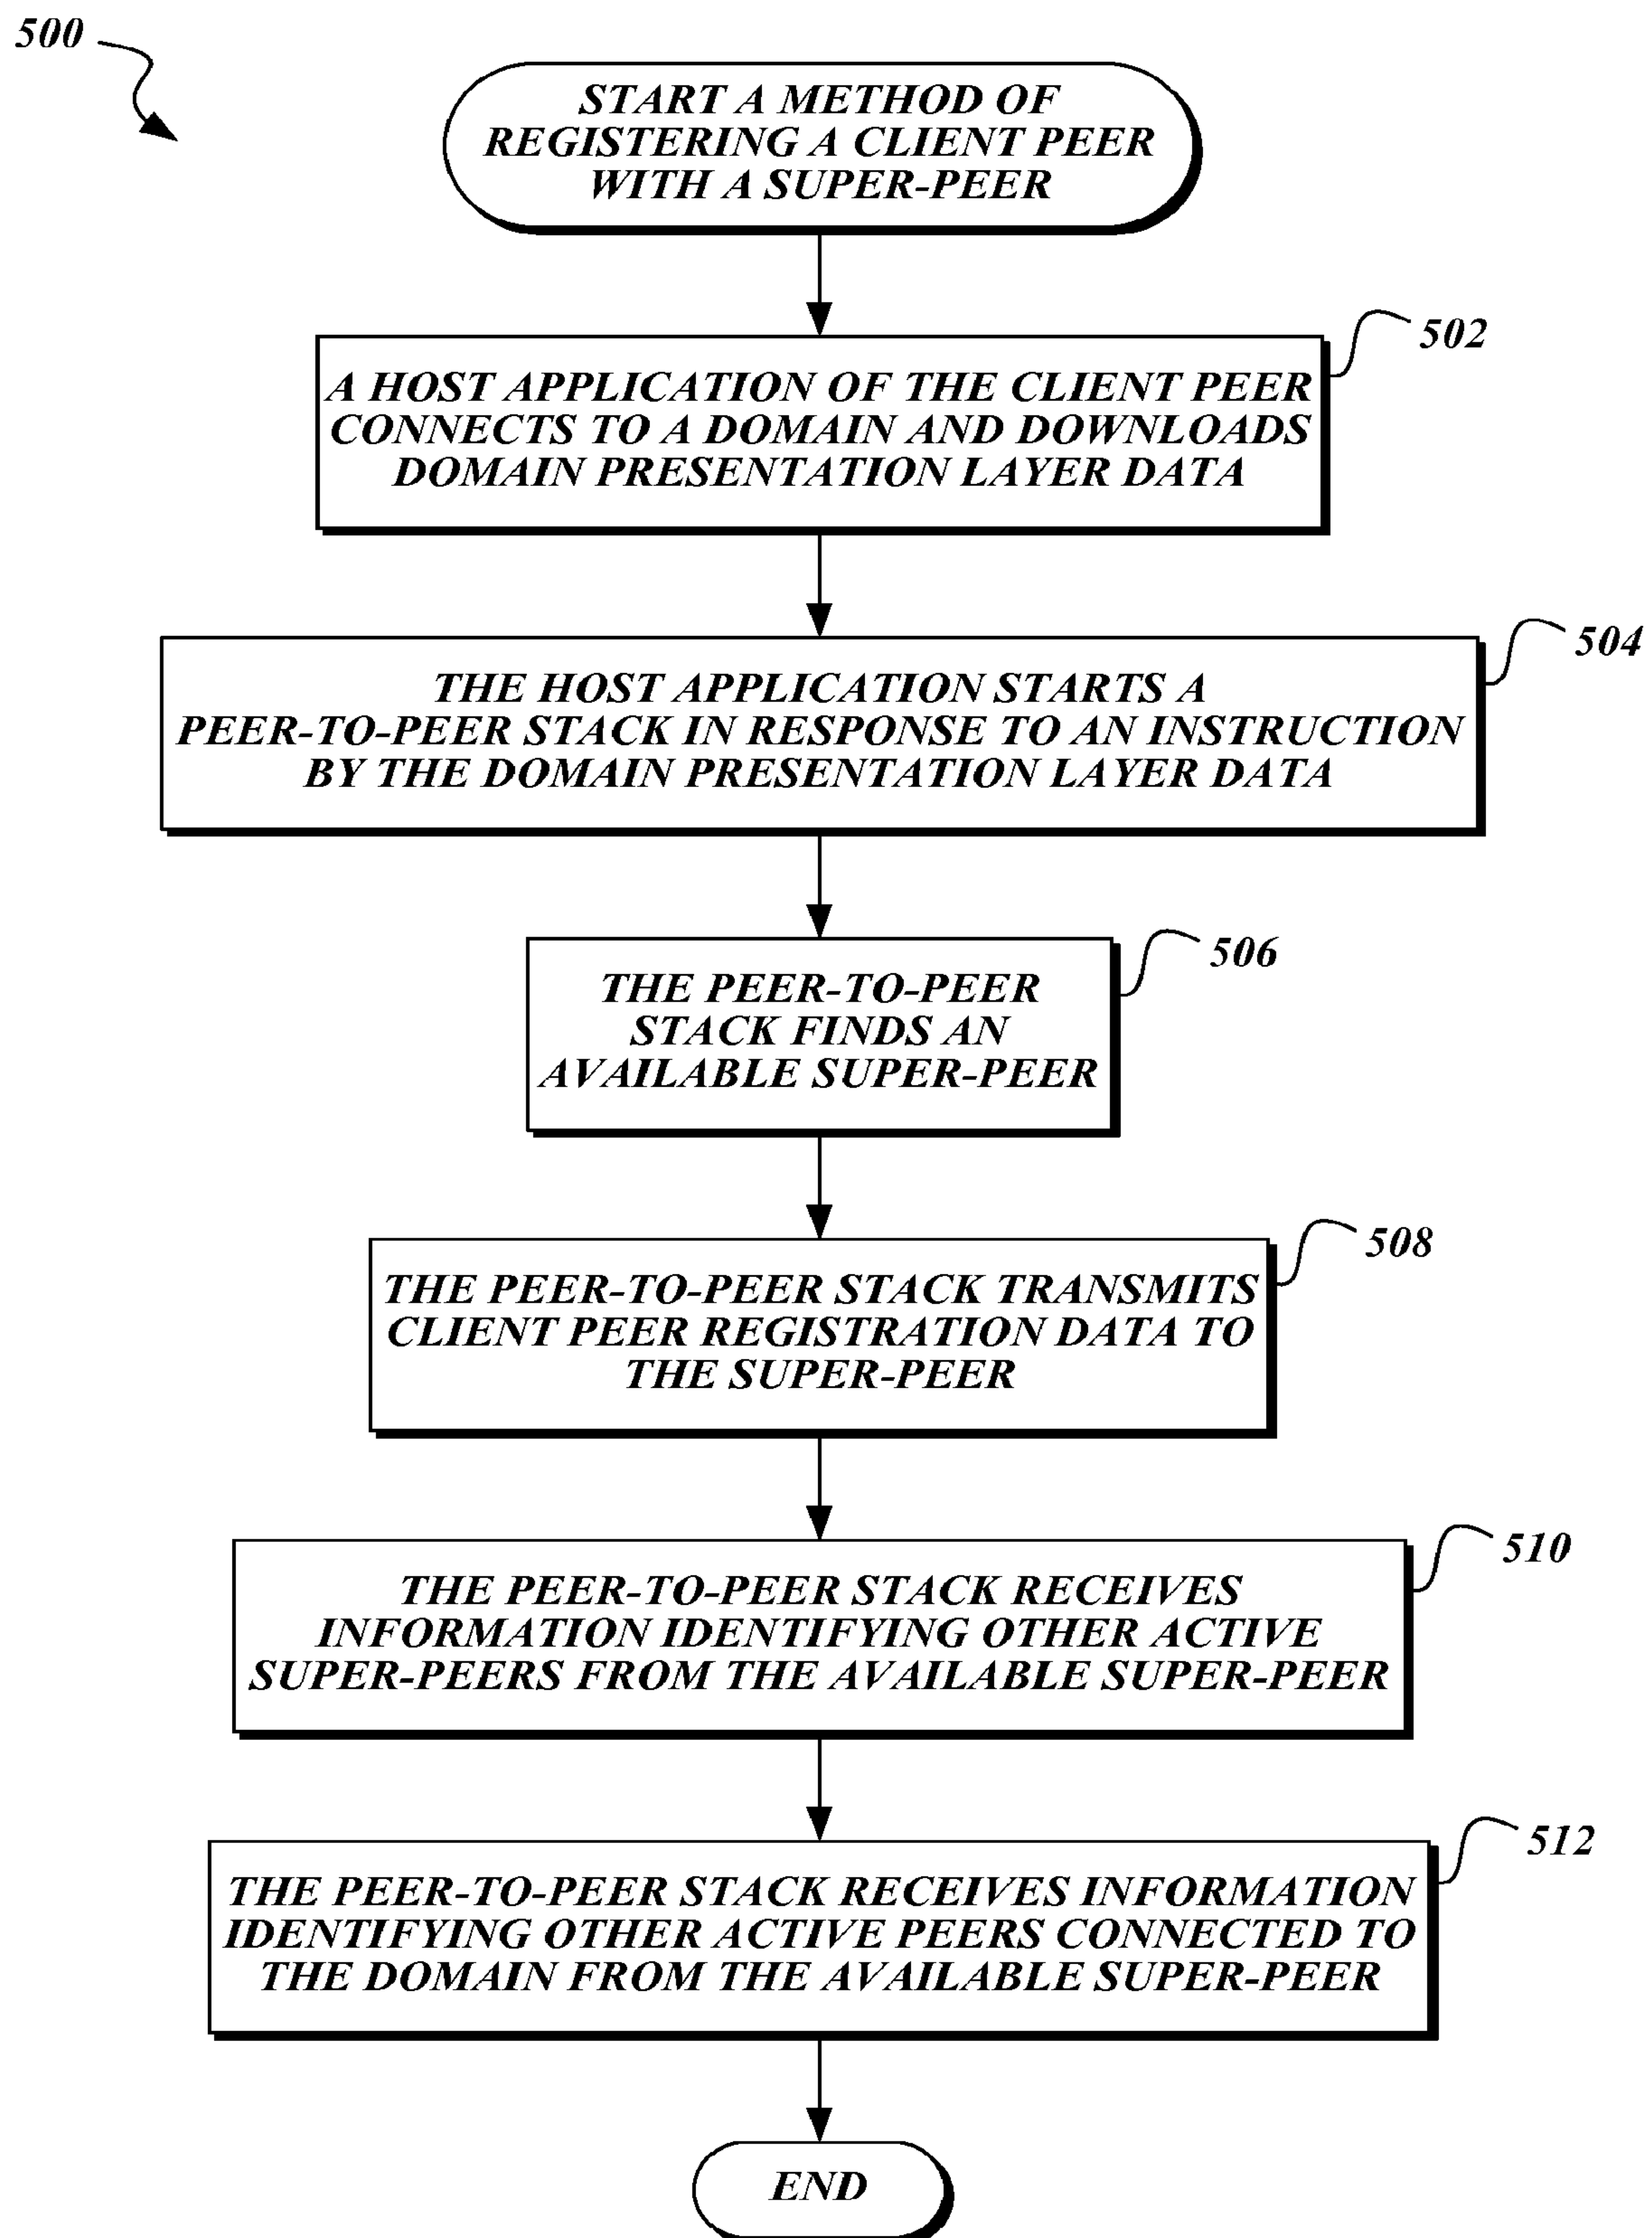 500
START A METHOD OF
REGISTERING A CLIENT PEER
WITH A SUPER-PEER
502
A HOST APPLICATION OF THE CLIENT PEER
CONNECTS TO A DOMAIN AND DOWNLOADS
DOMAIN PRESENTATION LAYER DATA
504
THE HOST APPLICATION STARTS A
PEER-TO-PEER STACK IN RESPONSE TO AN INSTRUCTION
BY THE DOMAIN PRESENTATION LAYER DATA
506
THE PEER-TO-PEER
STACK FINDS AN
AVAILABLE SUPER-PEER
508
THE PEER-TO-PEER STACK TRANSMITS
CLIENT PEER REGISTRATION DATA TO
THE SUPER-PEER
510
THE PEER-TO-PEER STACK RECEIVES
INFORMATION IDENTIFYING OTHER ACTIVE
SUPER-PEERS FROM THE AVAILABLE SUPER-PEER
512
THE PEER-TO-PEER STACK RECEIVES INFORMATION
IDENTIFYING OTHER ACTIVE PEERS CONNECTED TO
THE DOMAIN FROM THE AVAILABLE SUPER-PEER
END